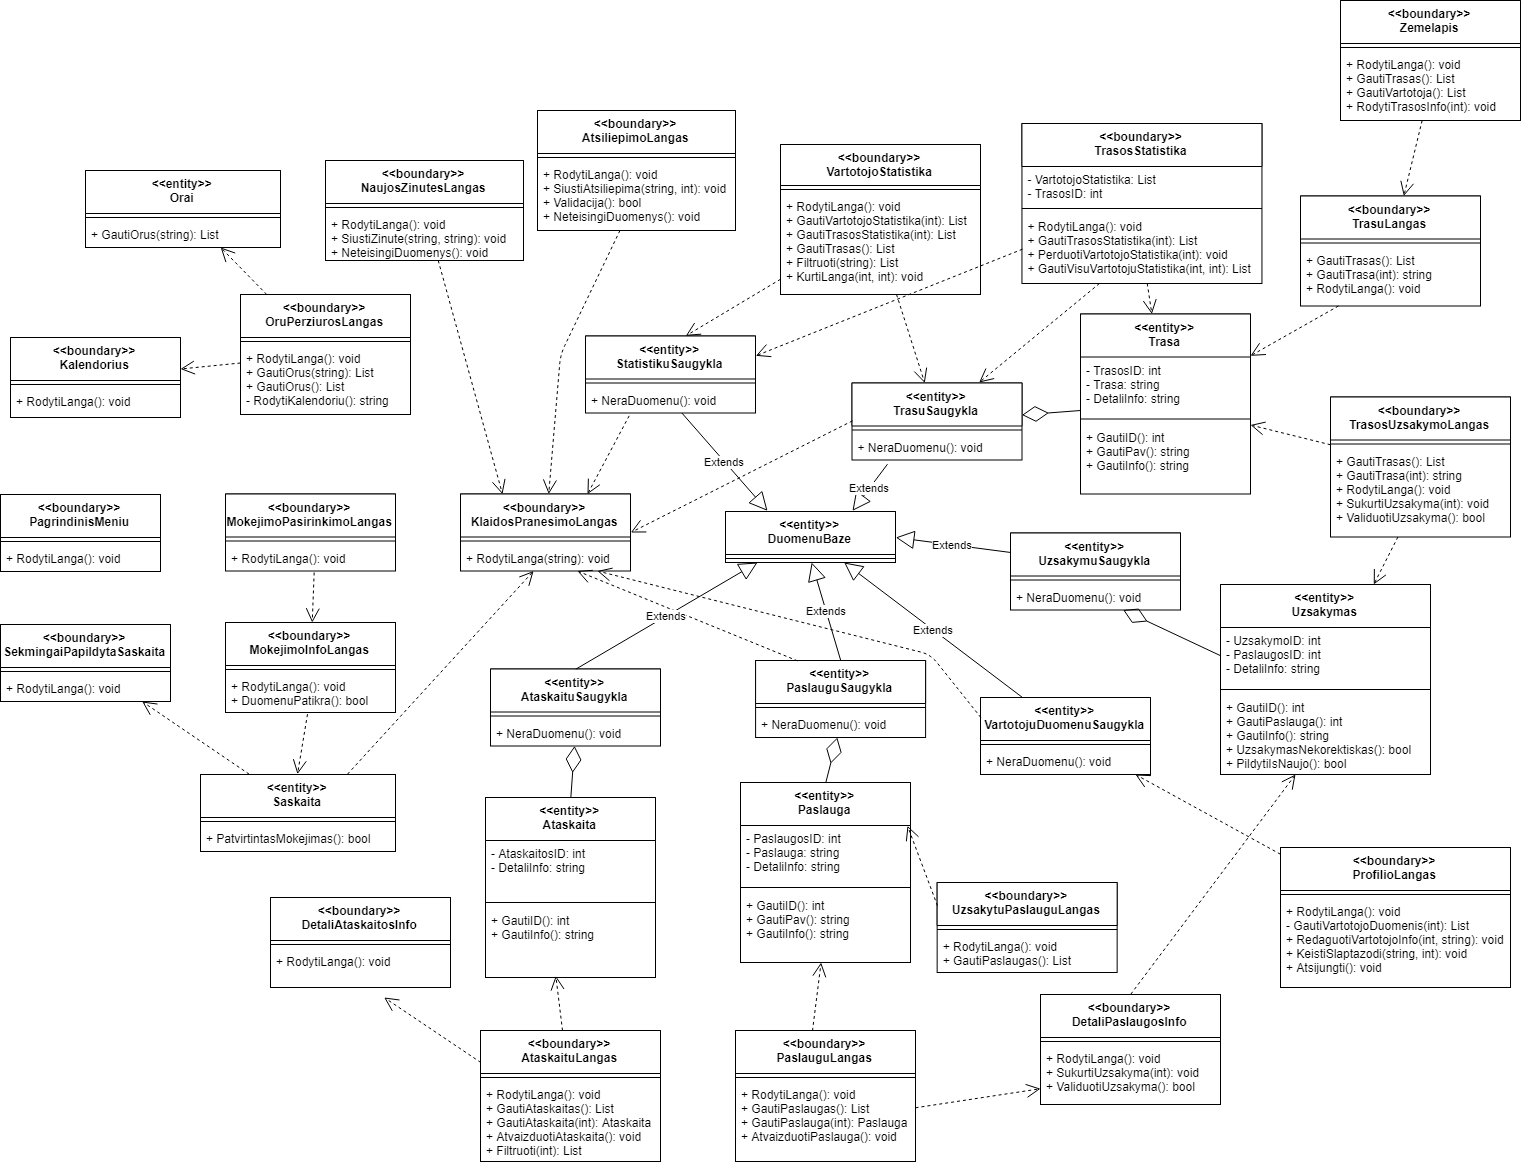 <<boundary>>
Zemelapis
+ RodytiLanga(): void
+ GautiTrasas(): List
+ GautiVartotoja(): List
+ RodytiTrasosInfo(int): void
<<boundary>>
AtsiliepimoLangas
+ RodytiLanga(): void
+ SiustiAtsiliepima(string, int): void
+ Validacija(): bool
+ NeteisingiDuomenys(): void
<<boundary>>
TrasosStatistika
- VartotojoStatistika: List
- TrasosID: int
+ RodytiLanga(): void
+ GautiTrasosStatistika(int): List
+ PerduotiVartotojoStatistika(int): void
+ GautiVisuVartotojuStatistika(int, int): List
<<boundary>>
VartotojoStatistika
+ RodytiLanga(): void
+ GautiVartotojoStatistika(int): List
+ GautiTrasosStatistika(int): List
+ GautiTrasas(): List
+ Filtruoti(string): List
+ KurtiLanga(int, int): void
<<boundary>>
NaujosZinutesLangas
+ RodytiLanga(): void
+ SiustiZinute(string, string): void
+ NeteisingiDuomenys(): void
<<entity>>
Orai
+ GautiOrus(string): List
<<boundary>>
TrasuLangas
+ GautiTrasas(): List
+ GautiTrasa(int): string
+ RodytiLanga(): void
<<boundary>>
OruPerziurosLangas
+ RodytiLanga(): void
+ GautiOrus(string): List
+ GautiOrus(): List
- RodytiKalendoriu(): string
<<boundary>>
Kalendorius
+ RodytiLanga(): void
<<entity>>
StatistikuSaugykla
+ NeraDuomenu(): void
<<entity>>
Trasa
- TrasosID: int
- Trasa: string
- DetaliInfo: string
+ GautiID(): int
+ GautiPav(): string
+ GautiInfo(): string
<<entity>>
TrasuSaugykla
+ NeraDuomenu(): void
<<boundary>>
TrasosUzsakymoLangas
+ GautiTrasas(): List
+ GautiTrasa(int): string
+ RodytiLanga(): void
+ SukurtiUzsakyma(int): void
+ ValiduotiUzsakyma(): bool
Extends
Extends
<<boundary>>
PagrindinisMeniu
+ RodytiLanga(): void
<<boundary>>
MokejimoPasirinkimoLangas
+ RodytiLanga(): void
<<boundary>>
KlaidosPranesimoLangas
+ RodytiLanga(string): void
<<entity>>
DuomenuBaze
Extends
<<entity>>
UzsakymuSaugykla
+ NeraDuomenu(): void
<<entity>>
Uzsakymas
- UzsakymoID: int
- PaslaugosID: int
- DetaliInfo: string
+ GautiID(): int
+ GautiPaslauga(): int
+ GautiInfo(): string
+ UzsakymasNekorektiskas(): bool
+ PildytiIsNaujo(): bool
Extends
Extends
Extends
<<boundary>>
SekmingaiPapildytaSaskaita
+ RodytiLanga(): void
<<boundary>>
MokejimoInfoLangas
+ RodytiLanga(): void
+ DuomenuPatikra(): bool
<<entity>>
AtaskaituSaugykla
+ NeraDuomenu(): void
<<entity>>
PaslauguSaugykla
+ NeraDuomenu(): void
<<entity>>
VartotojuDuomenuSaugykla
+ NeraDuomenu(): void
<<entity>>
Saskaita
+ PatvirtintasMokejimas(): bool
<<entity>>
Ataskaita
- AtaskaitosID: int
- DetaliInfo: string
+ GautiID(): int
+ GautiInfo(): string
<<entity>>
Paslauga
- PaslaugosID: int
- Paslauga: string
- DetaliInfo: string
+ GautiID(): int
+ GautiPav(): string
+ GautiInfo(): string
<<boundary>>
ProfilioLangas
+ RodytiLanga(): void
- GautiVartotojoDuomenis(int): List
+ RedaguotiVartotojoInfo(int, string): void
+ KeistiSlaptazodi(string, int): void
+ Atsijungti(): void
<<boundary>>
UzsakytuPaslauguLangas
+ RodytiLanga(): void
+ GautiPaslaugas(): List
<<boundary>>
DetaliAtaskaitosInfo
+ RodytiLanga(): void
<<boundary>>
DetaliPaslaugosInfo
+ RodytiLanga(): void
+ SukurtiUzsakyma(int): void
+ ValiduotiUzsakyma(): bool
<<boundary>>
AtaskaituLangas
+ RodytiLanga(): void
+ GautiAtaskaitas(): List
+ GautiAtaskaita(int): Ataskaita
+ AtvaizduotiAtaskaita(): void
+ Filtruoti(int): List
<<boundary>>
PaslauguLangas
+ RodytiLanga(): void
+ GautiPaslaugas(): List
+ GautiPaslauga(int): Paslauga
+ AtvaizduotiPaslauga(): void